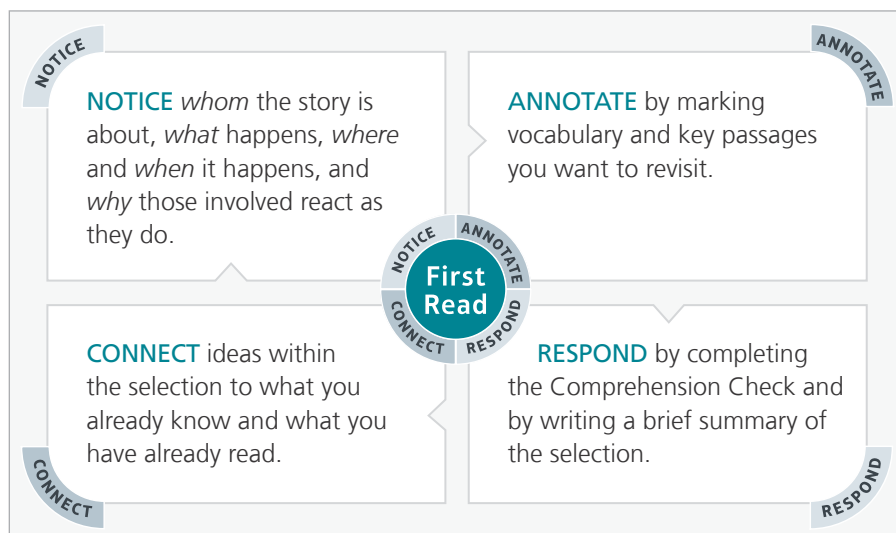 NOTICE
NOTICE whom the story is
about, what happens, where
and when it happens, and
why those involved react as
they do.
ANNOTATE
ANNOTATE by marking
vocabulary and key passages
you want to revisit.
NOTICE
ANNOTATE
First
Read
CONNECT
RESPOND
CONNECT ideas within
the selection to what you
already know and what you
have already read.
CONNECT
RESPOND by completing
the Comprehension Check and
by writing a brief summary of
the selection.
RESPOND